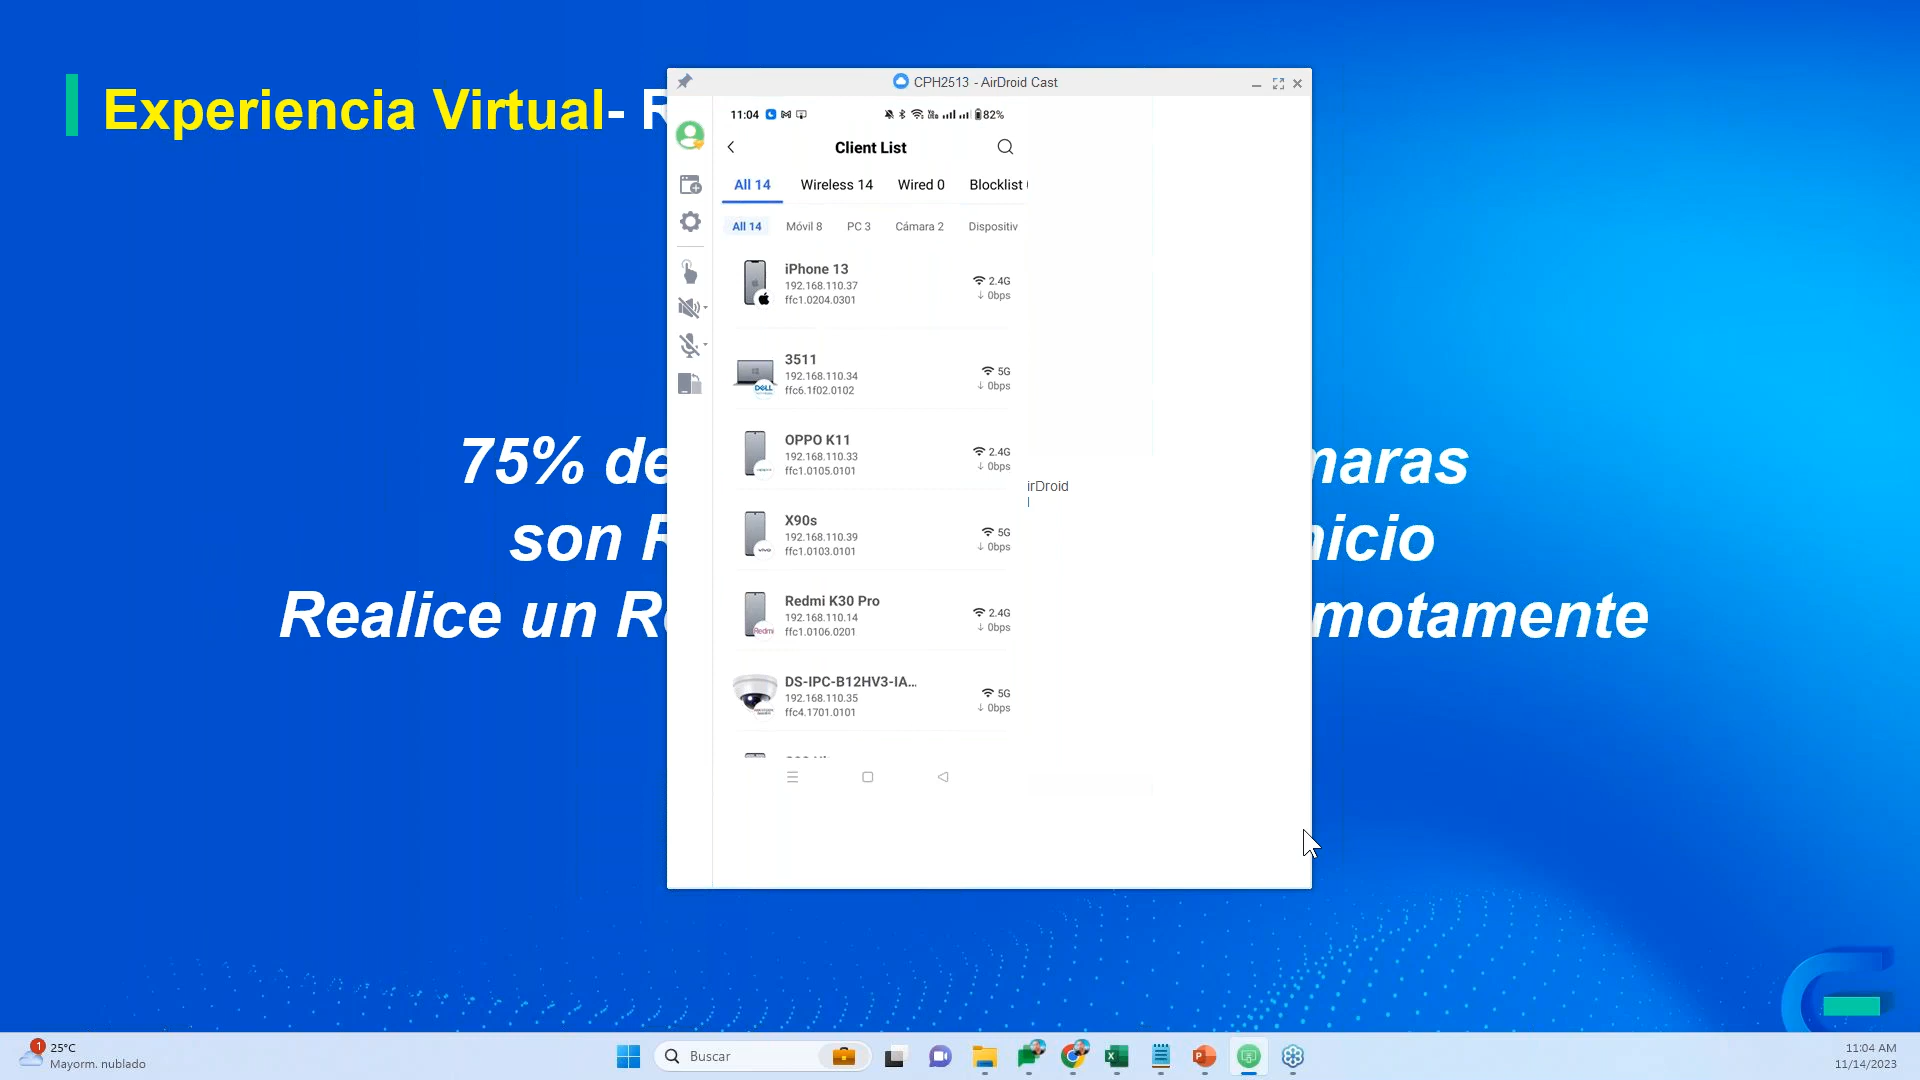 Experiencia Virtual-
CPH2513 - AirDroid Cast
11:04
82%
Client List
All 14 Wireless 14 Wired 0 Blocklist
All 14 Móvil 8 PC 3 Cámara 2 Dispositiv
iPhone 13
192.168.110.37
ffc1.0204.0301
2.4G
↓ 0bps
3511
192.168.110.34
ffc6.1f02.0102
5G
↓ 0bps
DELL
OPPO K11
192.168.110.33
ffc1.0105.0101
2.4G
↓ 0bps
X90s
192.168.110.39
ffc1.0103.0101
5G
↓ 0bps
vivo
Redmi K30 Pro
192.168.110.14
ffc1.0106.0201
2.4G
↓ 0bps
Redmi
DS-IPC-B12HV3-IA...
192.168.110.35
ffc4.1701.0101
5G
↓ 0bps
irDroid
75% de maras
son R nicio
Realice un R motamente
1
25°C
Mayorm. nublado
Buscar
11:04 AM
11/14/2023